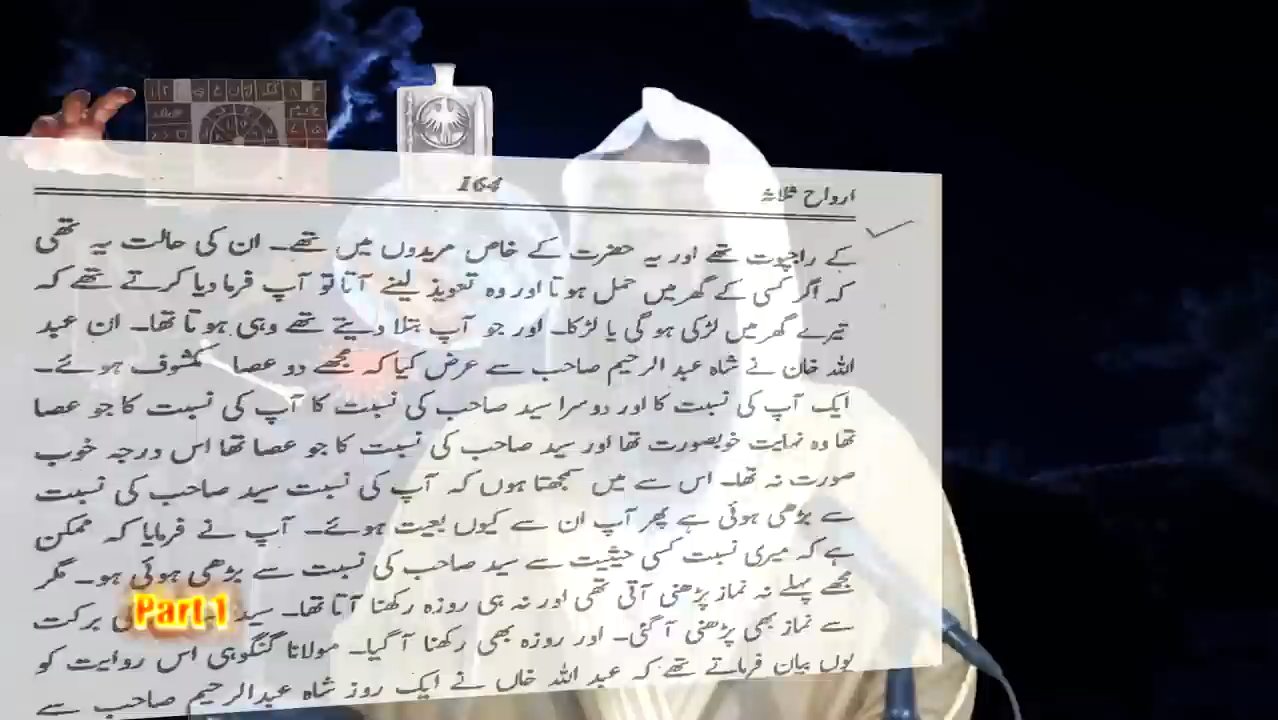 164
ارواح ثلاثہ
کے راجپوت تھے اور یہ حضرت کے خاص مریدوں میں تھے۔ ان کی حالت یہ تھی
کہ اگر کسی کے گھر میں حمل ہوتا اور وہ تعویذ لینے آتا تو آپ فرما دیا کرتے تھے کہ
تیرے گھر میں لڑکی ہوگی یا لڑکا۔ اور جو آپ بتلا دیتے تھے وہی ہوتا تھا۔ ان عبد
اللہ خان نے شاہ عبد الرحیم صاحب سے عرض کیا کہ مجھے دو عصا مکشوف ہوئے۔
ایک آپ کی نسبت کا اور دوسرا سید صاحب کی نسبت کا آپ کی نسبت کا جو عصا
تھا وہ نہایت خوبصورت تھا اور سید صاحب کی نسبت کا جو عصا تھا اس درجہ خوب
صورت نہ تھا۔ اس سے میں سمجھتا ہوں کہ آپ کی نسبت سید صاحب کی نسبت
سے بڑھی ہوئی ہے پھر آپ ان سے کیوں بیعت ہوئے۔ آپ نے فرمایا کہ ممکن
ہے کہ میری نسبت کسی حیثیت سے سید صاحب کی نسبت سے بڑھی ہوئی ہو۔ مگر
مجھے پہلے نہ نماز پڑھنی آتی تھی اور نہ ہی روزہ رکھنا آتا تھا۔ سید کی برکت
سے نماز بھی پڑھنی آگئی۔ اور روزہ بھی رکھنا آگیا۔ مولانا گنگوہی اس روایت کو
یوں بیان فرماتے تھے کہ عبد اللہ خاں نے ایک روز شاہ عبدالرحیم صاحب سے
Part 1